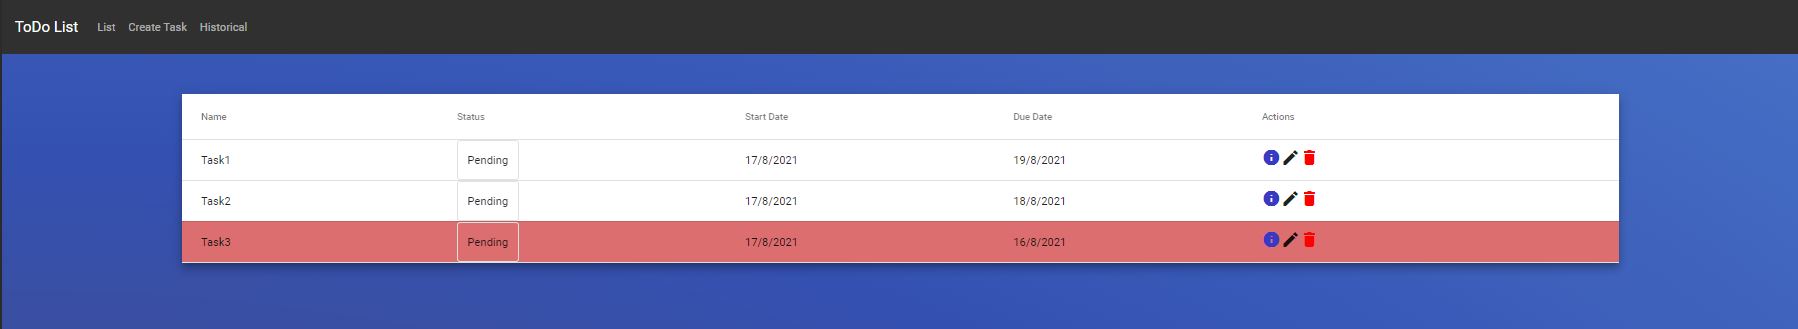 ToDo List List Create Task Historical
Name Status Start Date Due Date Actions
Task1 Pending 17/8/2021 19/8/2021
Task2 Pending 17/8/2021 18/8/2021
Task3 Pending 17/8/2021 16/8/2021